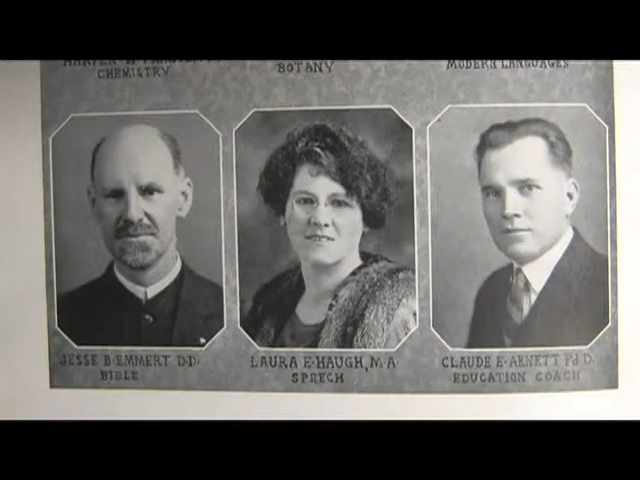 CHEMISTRY
BOTANY
MODERN LANGUAGES
JESSE B EMMERT D.D.
BIBLE
LAURA E HAUGH, M.A.
SPEECH
CLAUDE E ARNETT Pd D.
EDUCATION COACH